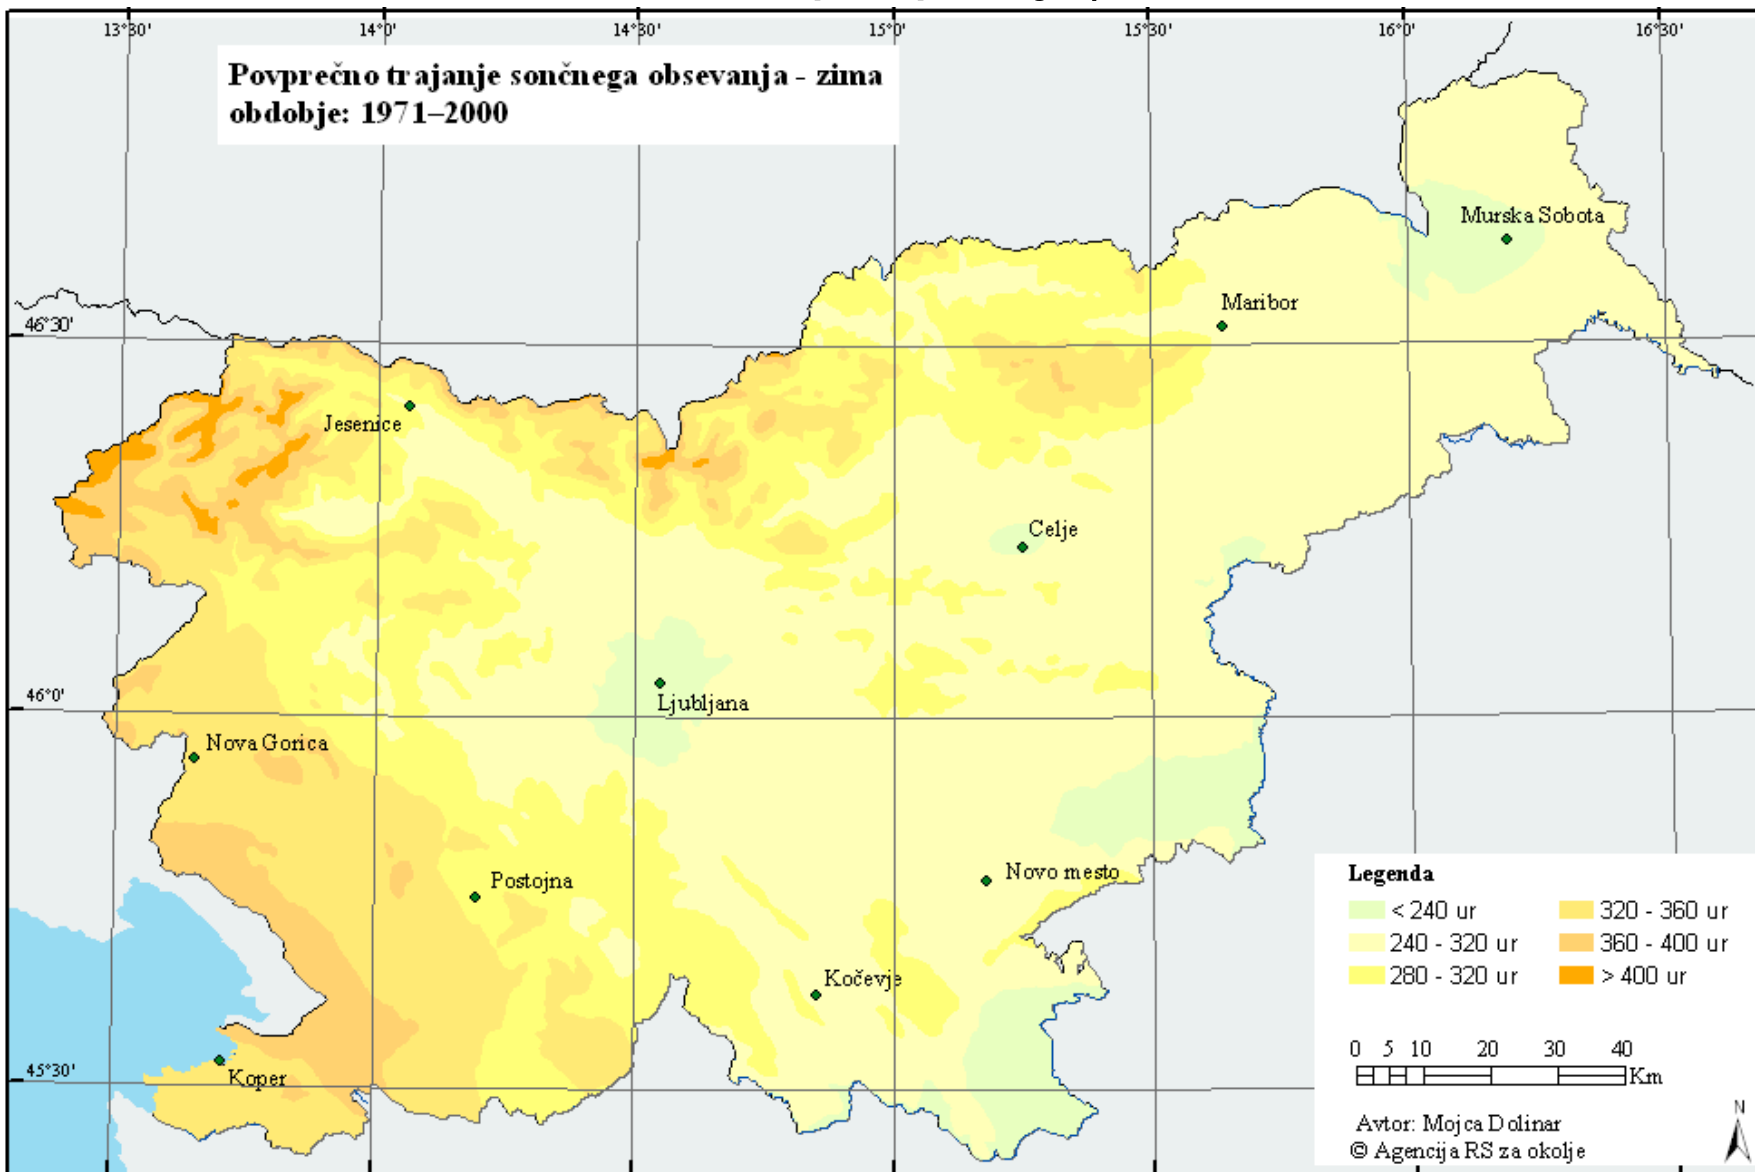 13°30'
14°0'
14°30'
15°0'
15°30'
16°0'
16°30'
Povprečno trajanje sončnega obsevanja - zima
obdobje: 1971–2000
Murska Sobota
Maribor
46°30'
Jesenice
Celje
46°0'
Ljubljana
Nova Gorica
Postojna
Novo mesto
Kočevje
45°30'
Koper
Legenda
< 240 ur
320 - 360 ur
240 - 320 ur
360 - 400 ur
280 - 320 ur
> 400 ur
0 5 10 20 30 40
Km
Avtor: Mojca Dolinar
© Agencija RS za okolje
N